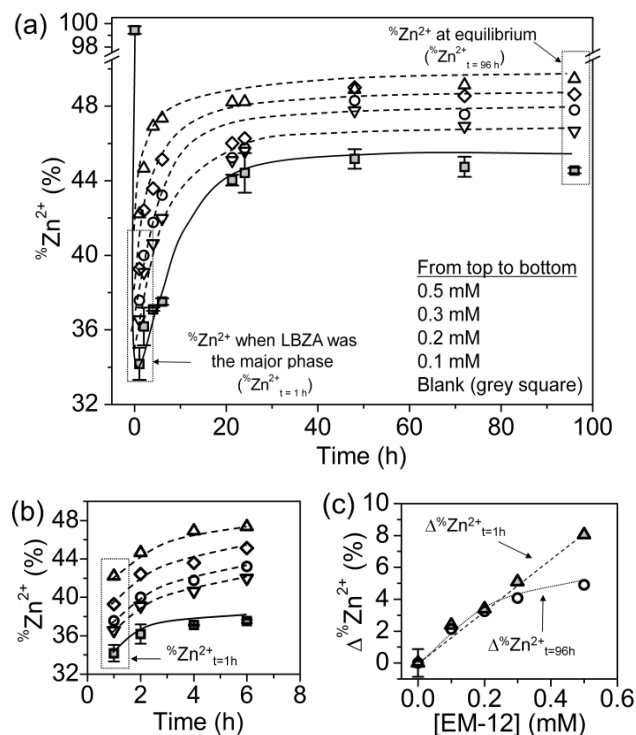 (a)
100
98
48
44
40
36
32
%Zn2+ (%)
%Zn2+ at equilibrium
(%Zn2+ t = 96 h)
From top to bottom
0.5 mM
0.3 mM
0.2 mM
0.1 mM
Blank (grey square)
%Zn2+ when LBZA was
the major phase
(%Zn2+ t = 1 h)
0 20 40 60 80 100
Time (h)
(b)
48
44
40
36
32
%Zn2+ (%)
%Zn2+ t=1h
0 2 4 6 8
Time (h)
(c)
10
8
6
4
2
0
Δ%Zn2+ (%)
Δ%Zn2+ t=1h
Δ%Zn2+ t=96h
0.0 0.2 0.4 0.6
[EM-12] (mM)